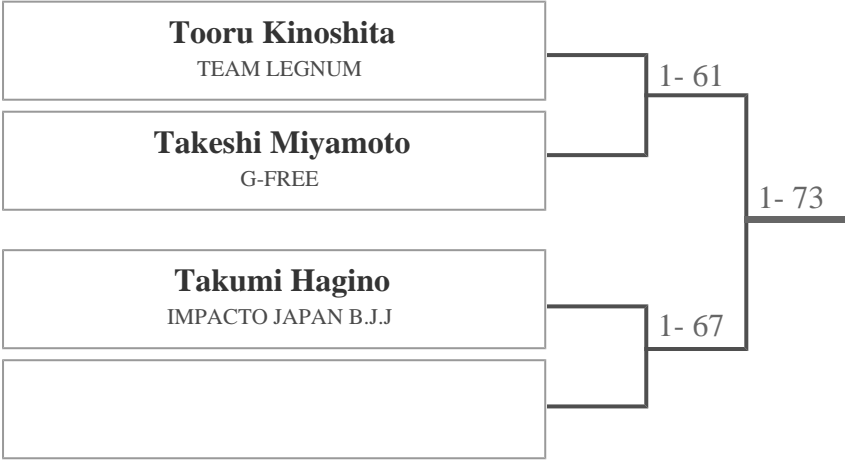 Tooru Kinoshita
TEAM LEGNUM
1- 61
Takeshi Miyamoto
G-FREE
1- 73
Takumi Hagino
IMPACTO JAPAN B.J.J
1- 67